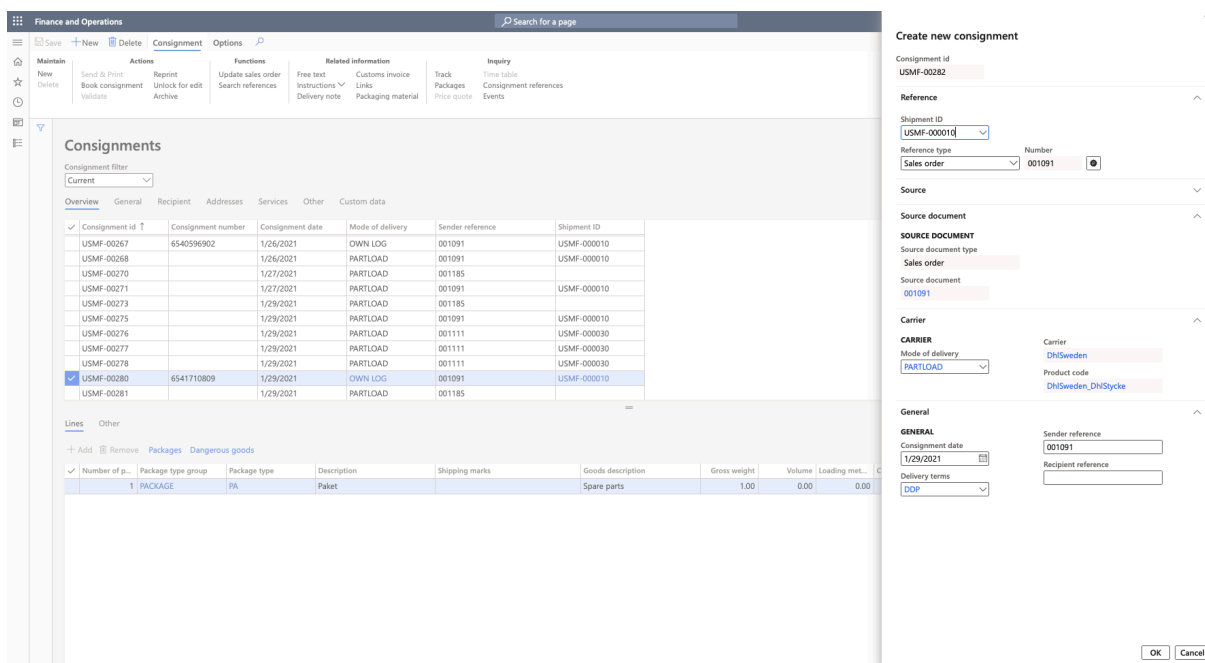 Finance and Operations
Search for a page
Save New Delete Consignment Options
Maintain Actions Functions Related information Inquiry
New Send & Print Reprint Update sales order Free text Customs invoice Track Time table
Delete Book consignment Unlock for edit Search references Instructions Links Packages Consignment references
Validate Archive Delivery note Packaging material Price quote Events
Consignments
Consignment filter
Current
Overview General Recipient Addresses Services Other Custom data
Consignment id Consignment number Consignment date Mode of delivery Sender reference Shipment ID
USMF-00267 6540596902 1/26/2021 OWN LOG 001091 USMF-000010
USMF-00268 1/26/2021 PARTLOAD 001091 USMF-000010
USMF-00270 1/27/2021 PARTLOAD 001185
USMF-00271 1/27/2021 PARTLOAD 001091 USMF-000010
USMF-00273 1/29/2021 PARTLOAD 001185
USMF-00275 1/29/2021 PARTLOAD 001091 USMF-000010
USMF-00276 1/29/2021 PARTLOAD 001111 USMF-000030
USMF-00277 1/29/2021 PARTLOAD 001111 USMF-000030
USMF-00278 1/29/2021 PARTLOAD 001111 USMF-000030
USMF-00280 6541710809 1/29/2021 OWN LOG 001091 USMF-000010
USMF-00281 1/29/2021 PARTLOAD 001185
Lines Other
Add Remove Packages Dangerous goods
Number of p... Package type group Package type Description Shipping marks Goods description Gross weight Volume Loading met... C
1 PACKAGE PA Paket Spare parts 1.00 0.00 0.00
Create new consignment
Consignment id
USMF-00282
Reference
Shipment ID
USMF-000010
Reference type Number
Sales order 001091
Source
Source document
SOURCE DOCUMENT
Source document type
Sales order
Source document
001091
Carrier
CARRIER Carrier
Mode of delivery DhlSweden
PARTLOAD Product code
DhlSweden_DhlStycke
General
GENERAL Sender reference
Consignment date 001091
1/29/2021 Recipient reference
Delivery terms
DDP
OK Cancel